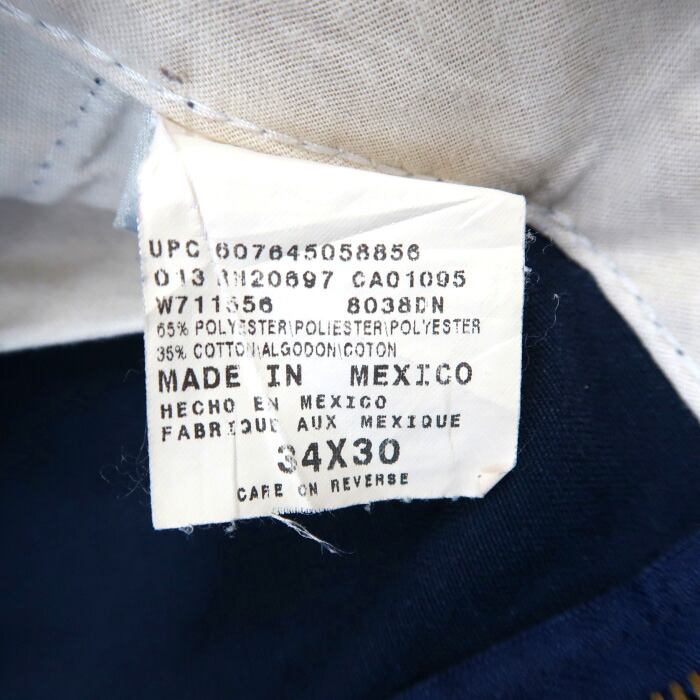 UPC 607645058856
013 RN20697 CA01095
W711556 8038DN
65% POLYESTER\POLIESTER\POLYESTER
35% COTTON\ALGODON\COTON
MADE IN MEXICO
HECHO EN MEXICO
FABRIQUE AUX MEXIQUE
34X30
CARE ON REVERSE